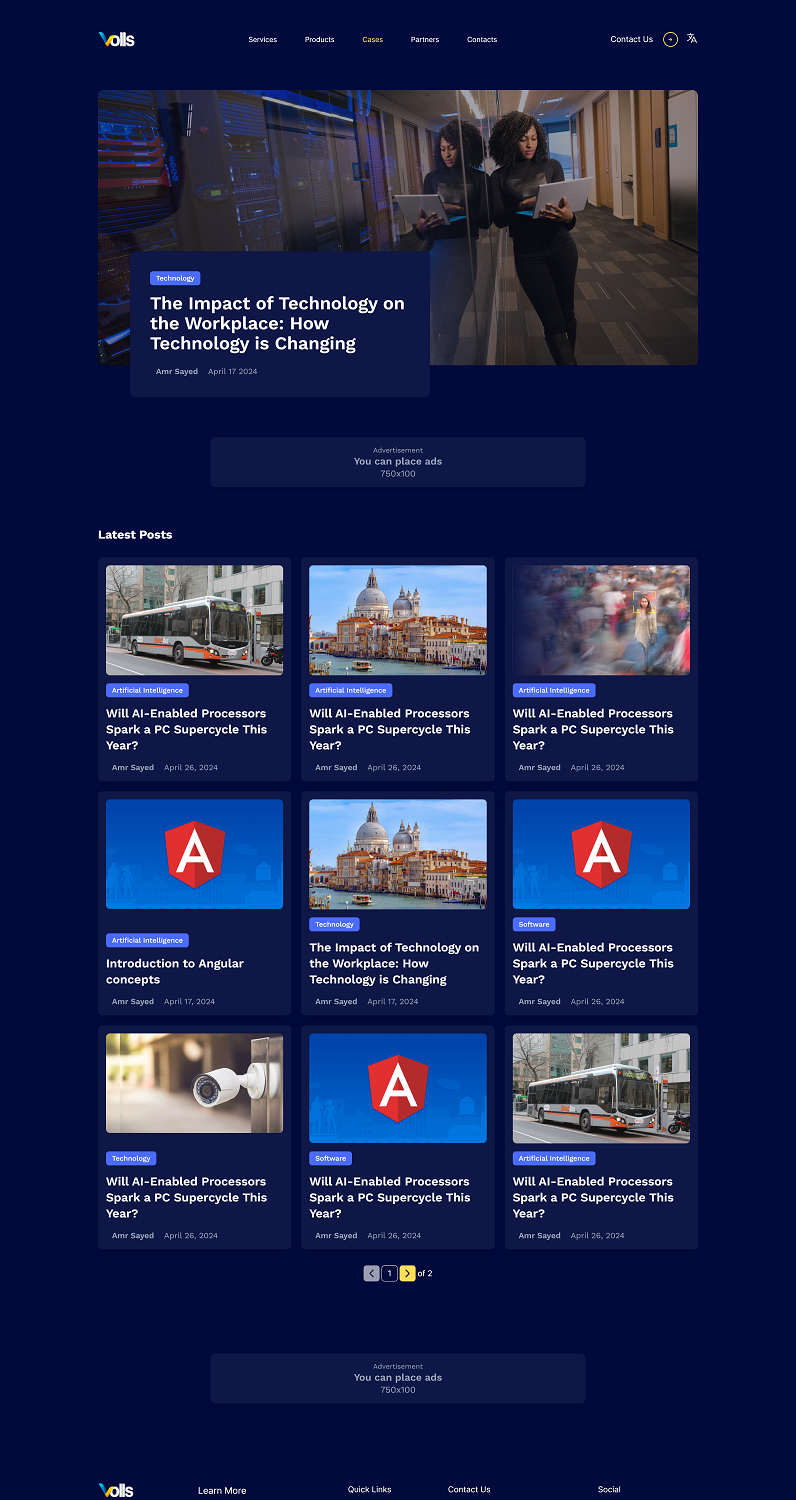 Volls
Services Products Cases Partners Contacts
Contact Us
Technology
The Impact of Technology on
the Workplace: How
Technology is Changing
Amr Sayed April 17 2024
Advertisement
You can place ads
750x100
Latest Posts
Artificial Intelligence
Will AI-Enabled Processors
Spark a PC Supercycle This
Year?
Amr Sayed April 26, 2024
Artificial Intelligence
Will AI-Enabled Processors
Spark a PC Supercycle This
Year?
Amr Sayed April 26, 2024
Artificial Intelligence
Will AI-Enabled Processors
Spark a PC Supercycle This
Year?
Amr Sayed April 26, 2024
A
Artificial Intelligence
Introduction to Angular
concepts
Amr Sayed April 17, 2024
Technology
The Impact of Technology on
the Workplace: How
Technology is Changing
Amr Sayed April 17, 2024
A
Software
Will AI-Enabled Processors
Spark a PC Supercycle This
Year?
Amr Sayed April 26, 2024
Technology
Will AI-Enabled Processors
Spark a PC Supercycle This
Year?
Amr Sayed April 26, 2024
A
Software
Will AI-Enabled Processors
Spark a PC Supercycle This
Year?
Amr Sayed April 26, 2024
Artificial Intelligence
Will AI-Enabled Processors
Spark a PC Supercycle This
Year?
Amr Sayed April 26, 2024
1 of 2
Advertisement
You can place ads
750x100
Volls Learn More Quick Links Contact Us Social